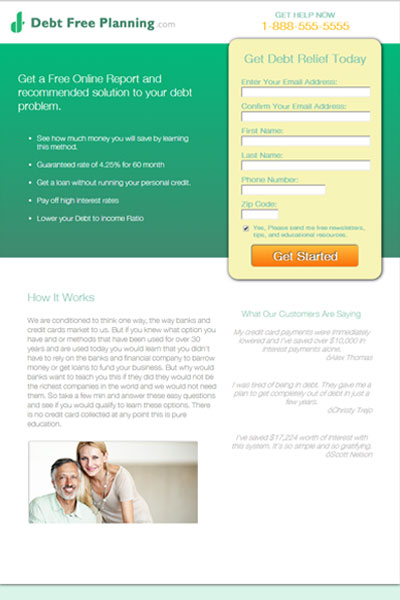 Debt Free Planning.com
GET HELP NOW
1-888-555-5555
Get a Free Online Report and
recommended solution to your debt
problem.
See how much money you will save by learning
this method.
Guaranteed rate of 4.25% for 60 month
Get a loan without running your personal credit.
Pay off high interest rates
Lower your Debt to Income Ratio
Get Debt Relief Today
Enter Your Email Address:
Confirm Your Email Address:
First Name:
Last Name:
Phone Number:
Zip Code:
Yes, Please send me free newsletters,
tips, and educational resources.
Get Started
How It Works
We are conditioned to think one way, the way banks and
credit cards market to us. But if you knew what option you
have and or methods that have been used for over 30
years and are used today you would learn that you didn't
have to rely on the banks and financial company to barrow
money or get loans to fund your business. But why would
banks want to teach you this if they did they would not be
the richest companies in the world and we would not need
them. So take a few min and answer these easy questions
and see if you would qualify to learn these options. There
is no credit card collected at any point this is pure
education.
What Our Customers Are Saying
My credit card payments were immediately
lowered and I've saved over $10,000 in
interest payments alone.
óAlex Thomas
I was tired of being in debt. They gave me a
plan to get completely out of debt in just a
few years.
óChristy Trejo
I've saved $17,224 worth of interest with
this system. It's so simple and so gratifying.
óScott Nelson